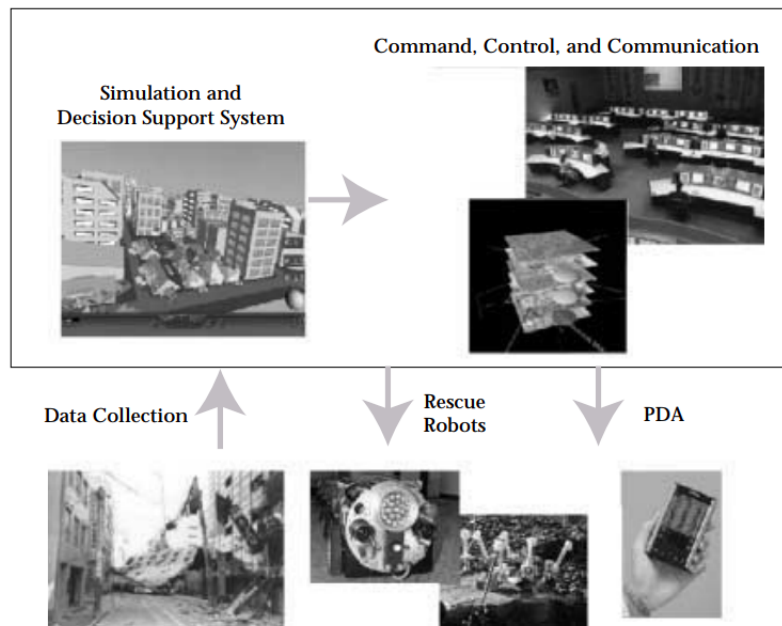 Command, Control, and Communication
Simulation and
Decision Support System
Data Collection
Rescue
Robots
PDA